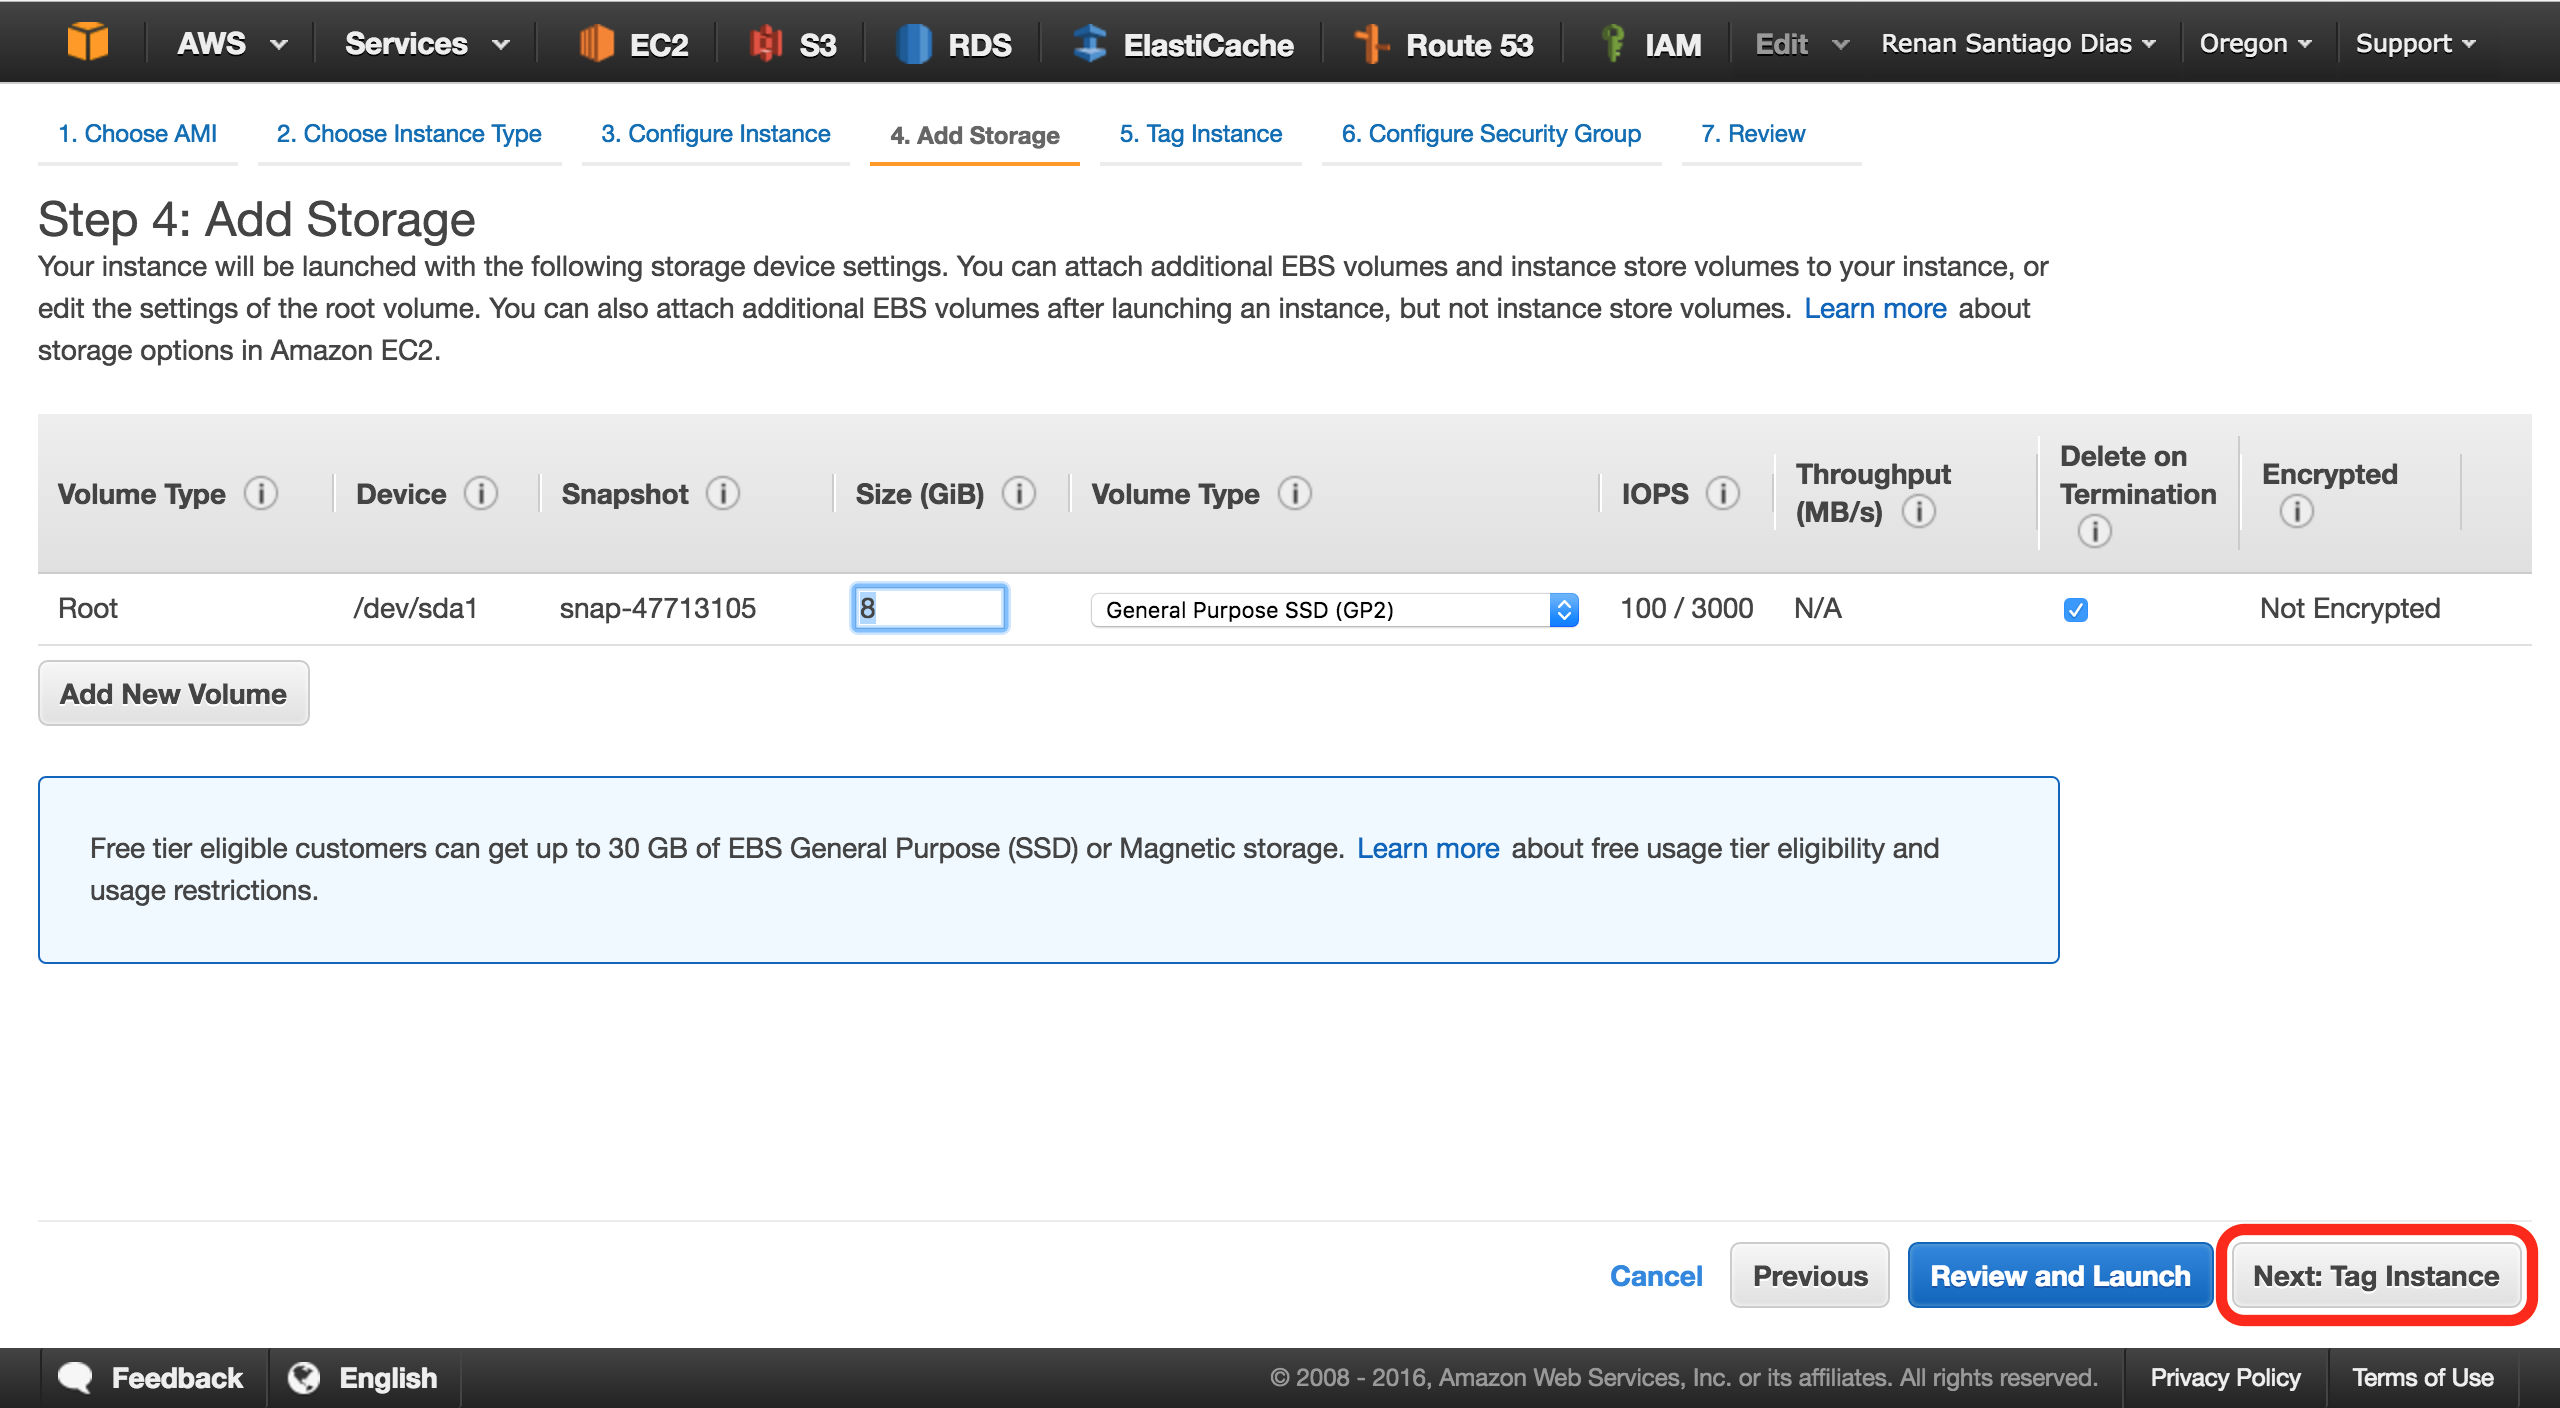 AWS Services EC2 S3 RDS ElastiCache Route 53 IAM Edit Renan Santiago Dias Oregon Support
1. Choose AMI 2. Choose Instance Type 3. Configure Instance 4. Add Storage 5. Tag Instance 6. Configure Security Group 7. Review
Step 4: Add Storage
Your instance will be launched with the following storage device settings. You can attach additional EBS volumes and instance store volumes to your instance, or
edit the settings of the root volume. You can also attach additional EBS volumes after launching an instance, but not instance store volumes. Learn more about
storage options in Amazon EC2.
Volume Type i Device i Snapshot i Size (GiB) i Volume Type i IOPS i Throughput (MB/s) i Delete on Termination i Encrypted i
Root /dev/sda1 snap-47713105 8 General Purpose SSD (GP2) 100 / 3000 N/A Not Encrypted
Add New Volume
Free tier eligible customers can get up to 30 GB of EBS General Purpose (SSD) or Magnetic storage. Learn more about free usage tier eligibility and
usage restrictions.
Cancel Previous Review and Launch Next: Tag Instance
Feedback English © 2008 - 2016, Amazon Web Services, Inc. or its affiliates. All rights reserved. Privacy Policy Terms of Use